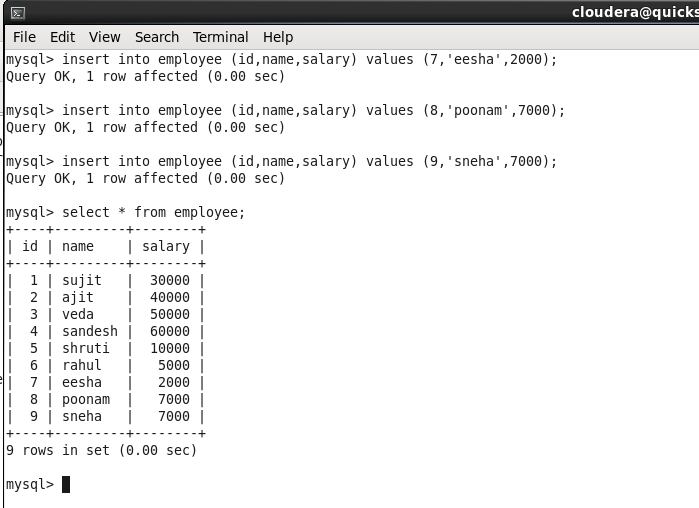 cloudera@quicks
File Edit View Search Terminal Help
mysql> insert into employee (id,name,salary) values (7,'eesha',2000);
Query OK, 1 row affected (0.00 sec)
mysql> insert into employee (id,name,salary) values (8,'poonam',7000);
Query OK, 1 row affected (0.00 sec)
mysql> insert into employee (id,name,salary) values (9,'sneha',7000);
Query OK, 1 row affected (0.00 sec)
mysql> select * from employee;
+----+---------+--------+
| id | name    | salary |
+----+---------+--------+
|  1 | sujit   |  30000 |
|  2 | ajit    |  40000 |
|  3 | veda    |  50000 |
|  4 | sandesh |  60000 |
|  5 | shruti  |  10000 |
|  6 | rahul   |   5000 |
|  7 | eesha   |   2000 |
|  8 | poonam  |   7000 |
|  9 | sneha   |   7000 |
+----+---------+--------+
9 rows in set (0.00 sec)
mysql>